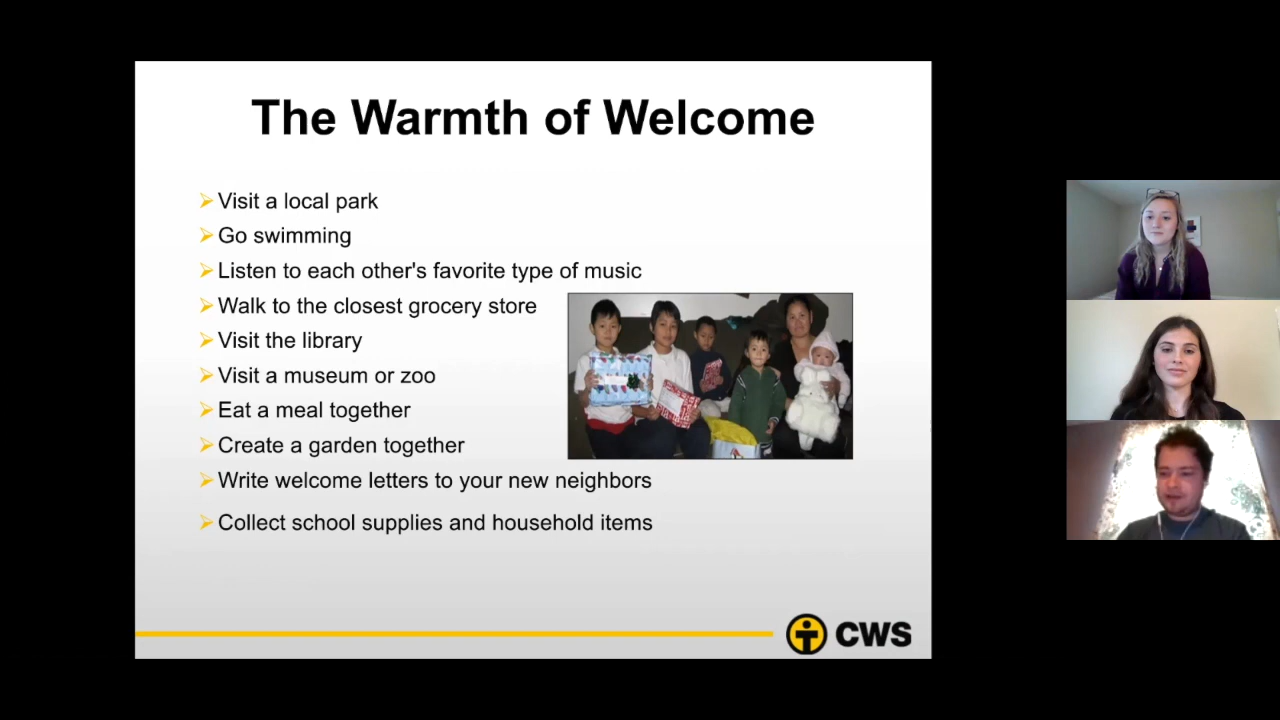 The Warmth of Welcome
Visit a local park
Go swimming
Listen to each other's favorite type of music
Walk to the closest grocery store
Visit the library
Visit a museum or zoo
Eat a meal together
Create a garden together
Write welcome letters to your new neighbors
Collect school supplies and household items
CWS